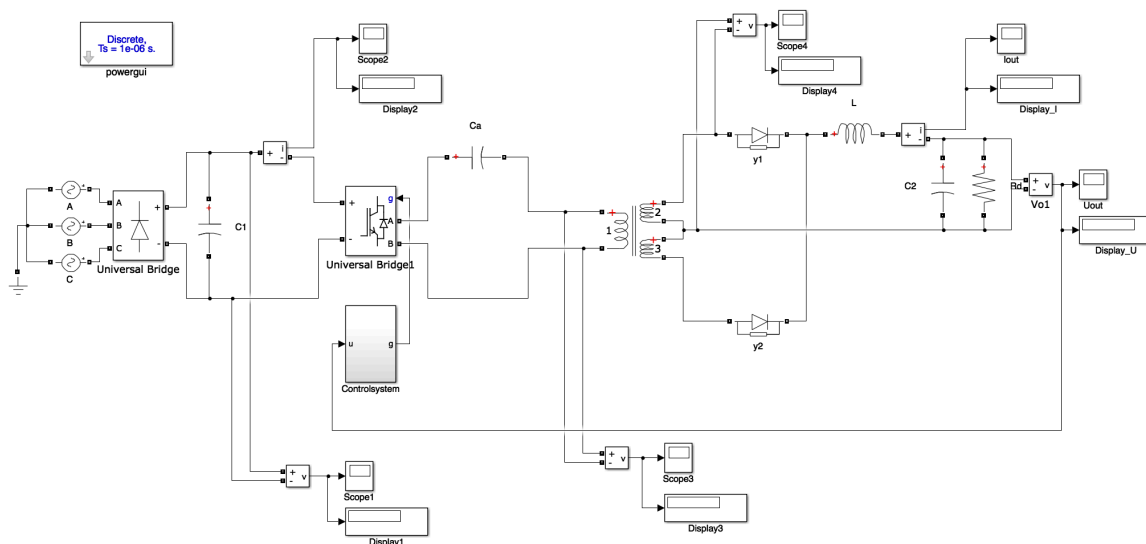 Discrete,
Ts = 1e-06 s.
powergui
Scope2
Display2
Scope4
Display4
Iout
Display_I
Ca
L
y1
C2
Rd
Vo1
Uout
Display_U
A
B
C
A
B
C
+
-
Universal Bridge
C1
+
i
-
g
+
-
A
B
Universal Bridge1
1
2
3
y2
u
g
Controlsystem
+
-
v
Scope1
Display1
+
-
v
Scope3
Display3
+
-
v
+
i
-
+
-
v